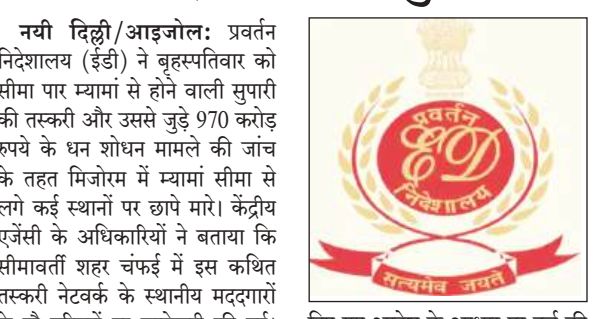 नयी दिल्ली/आइजोल: प्रवर्तन
निदेशालय (ईडी) ने बृहस्पतिवार को
सीमा पार म्यामां से होने वाली सुपारी
की तस्करी और उससे जुड़े 970 करोड़
रुपये के धन शोधन मामले की जांच
के तहत मिजोरम में म्यामां सीमा से
लगे कई स्थानों पर छापे मारे। केंद्रीय
एजेंसी के अधिकारियों ने बताया कि
सीमावर्ती शहर चंफई में इस कथित
तस्करी नेटवर्क के स्थानीय मददगारों
प्रवर्तन
ED
निदेशालय
सत्यमेव जयते